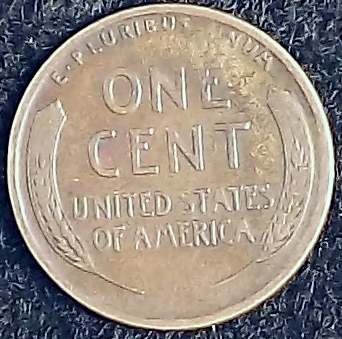 E·PLURIBUS UNUM
ONE
CENT
UNITED STATES
OF AMERICA